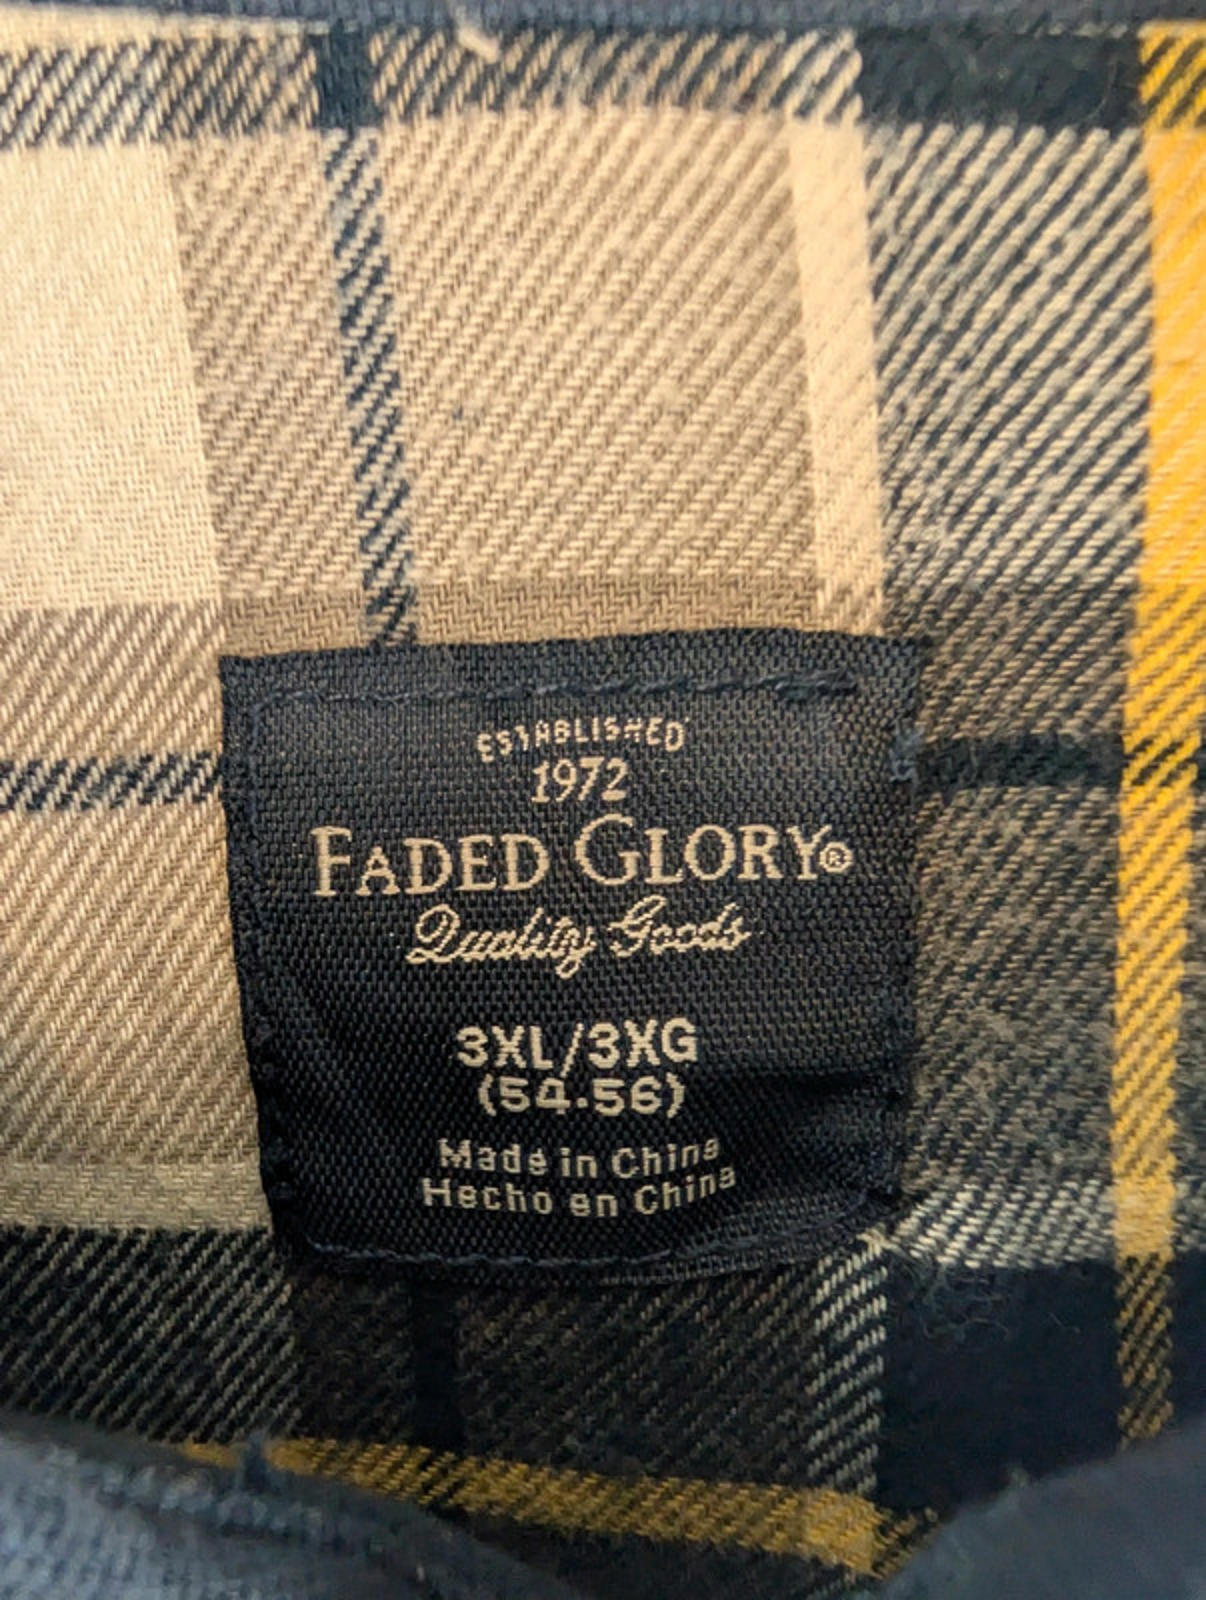 ESTABLISHED
1972
FADED GLORY®
Quality Goods
3XL/3XG
(54-56)
Made in China
Hecho en China